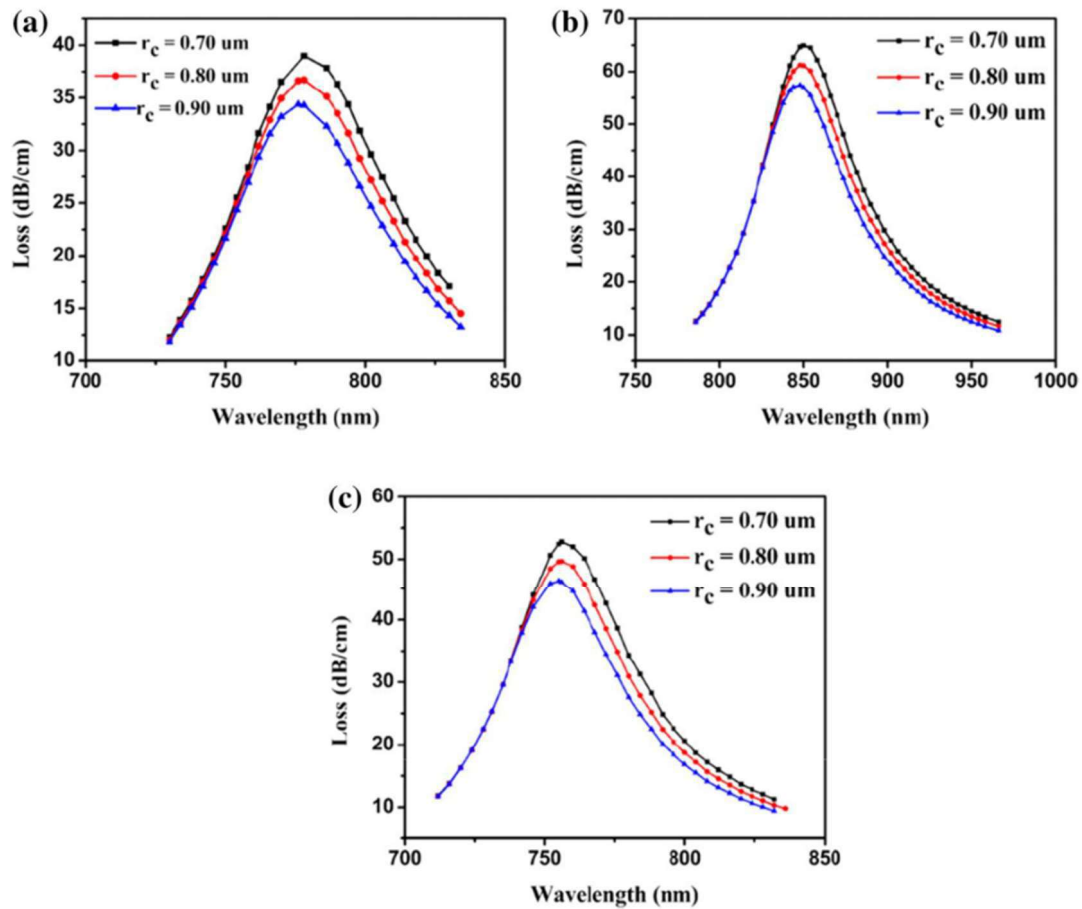 (a)
r_c = 0.70 um
r_c = 0.80 um
r_c = 0.90 um
40
35
30
25
20
15
10
Loss (dB/cm)
700 750 800 850
Wavelength (nm)
(b)
r_c = 0.70 um
r_c = 0.80 um
r_c = 0.90 um
70
60
50
40
30
20
10
Loss (dB/cm)
750 800 850 900 950 1000
Wavelength (nm)
(c)
r_c = 0.70 um
r_c = 0.80 um
r_c = 0.90 um
60
50
40
30
20
10
Loss (dB/cm)
700 750 800 850
Wavelength (nm)